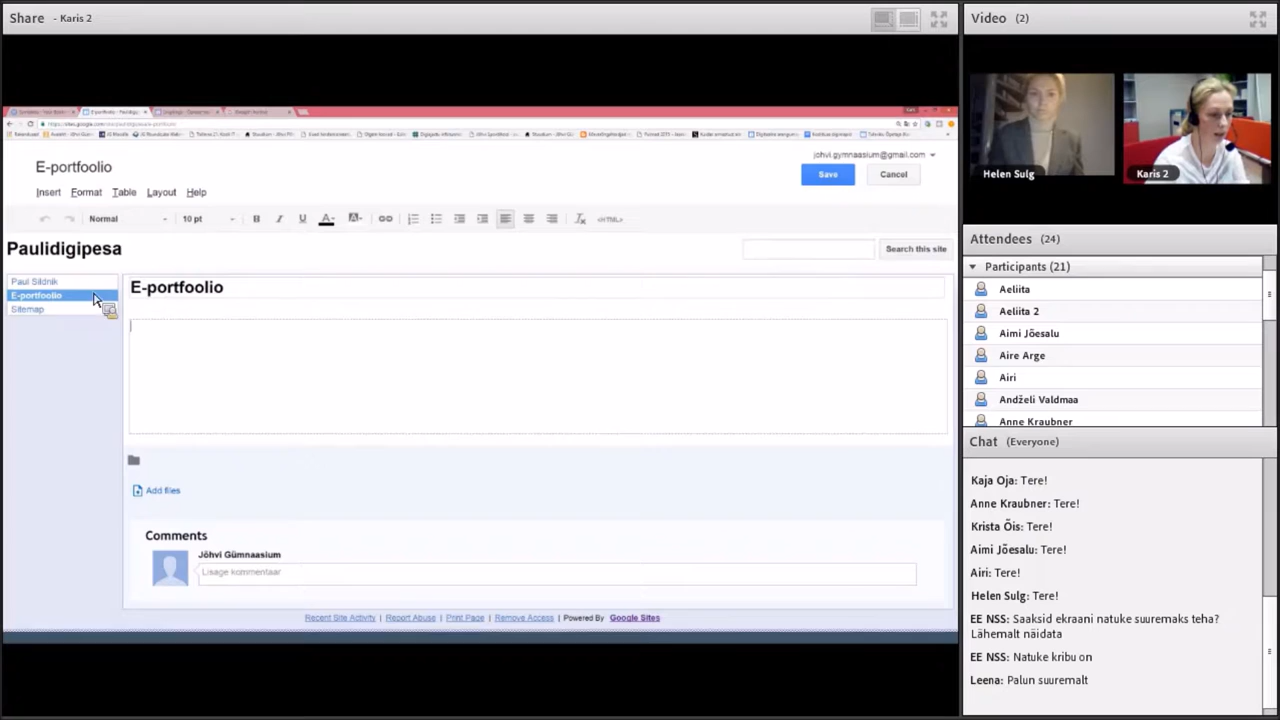 Share - Karis 2
E-portfoolio
johvi.gymnaasium@gmail.com
Insert Format Table Layout Help
Save Cancel
Normal 10 pt B I U A <HTML>
Paulidigipesa
Search this site
Paul Sildnik
E-portfoolio
Sitemap
E-portfoolio
Add files
Comments
Jõhvi Gümnaasium
Lisage kommentaar
Recent Site Activity | Report Abuse | Print Page | Remove Access | Powered By Google Sites
Video (2)
Helen Sulg
Karis 2
Attendees (24)
Participants (21)
Aeliita
Aeliita 2
Aimi Jõesalu
Aire Arge
Airi
Andželi Valdmaa
Anne Kraubner
Chat (Everyone)
Kaja Oja: Tere!
Anne Kraubner: Tere!
Krista Õis: Tere!
Aimi Jõesalu: Tere!
Airi: Tere!
Helen Sulg: Tere!
EE NSS: Saaksid ekraani natuke suuremaks teha?
Lähemalt näidata
EE NSS: Natuke kribu on
Leena: Palun suuremalt